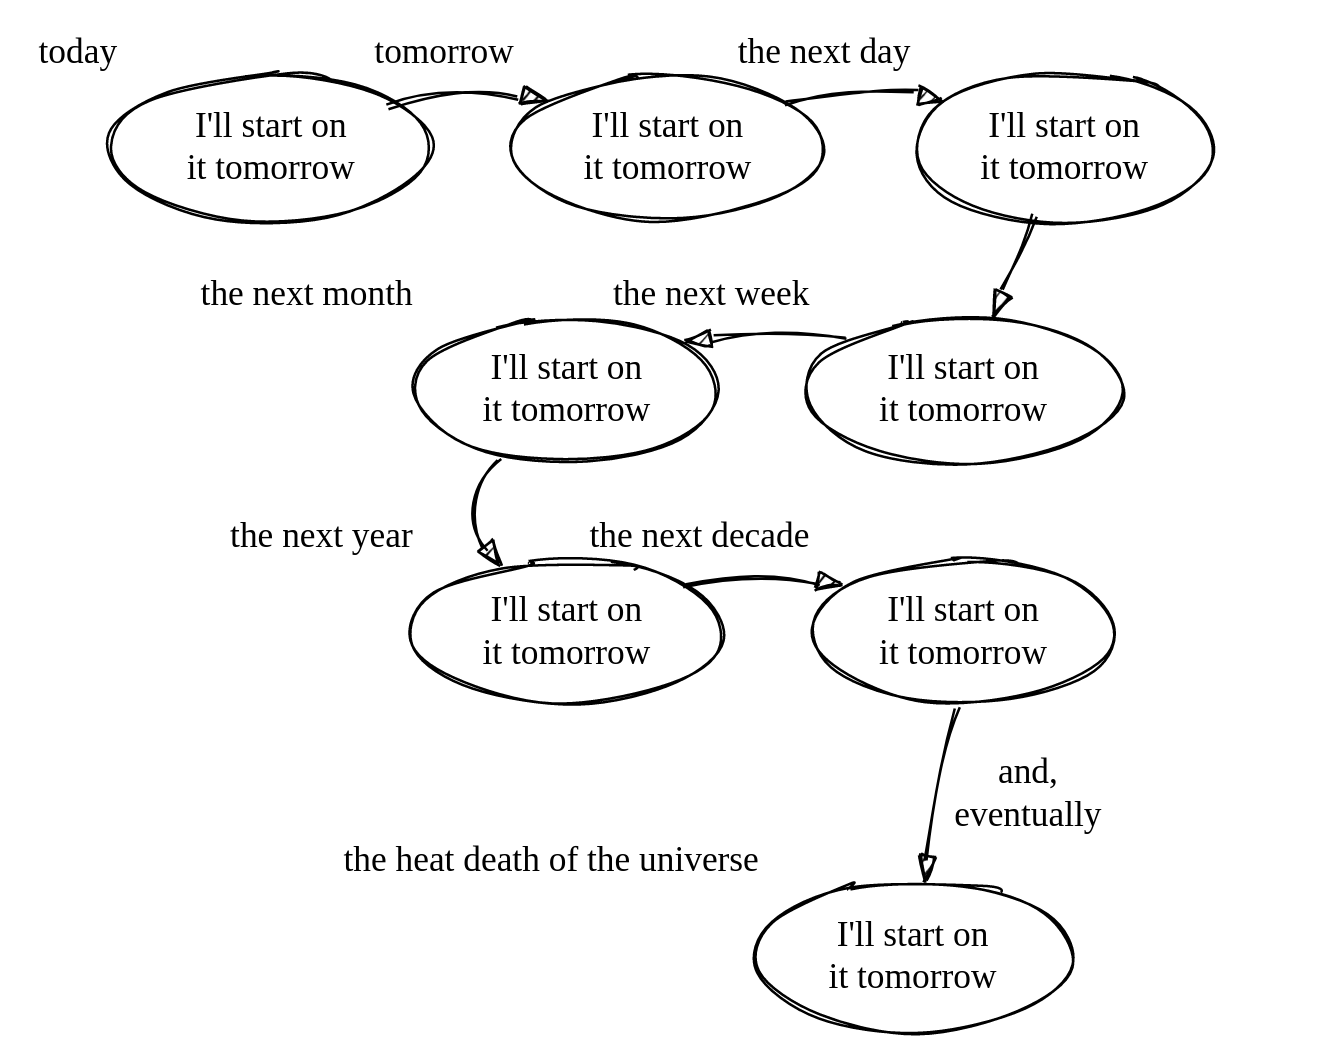 today
I'll start on
it tomorrow
tomorrow
I'll start on
it tomorrow
the next day
I'll start on
it tomorrow
the next week
I'll start on
it tomorrow
the next month
I'll start on
it tomorrow
the next year
I'll start on
it tomorrow
the next decade
I'll start on
it tomorrow
and,
eventually
the heat death of the universe
I'll start on
it tomorrow